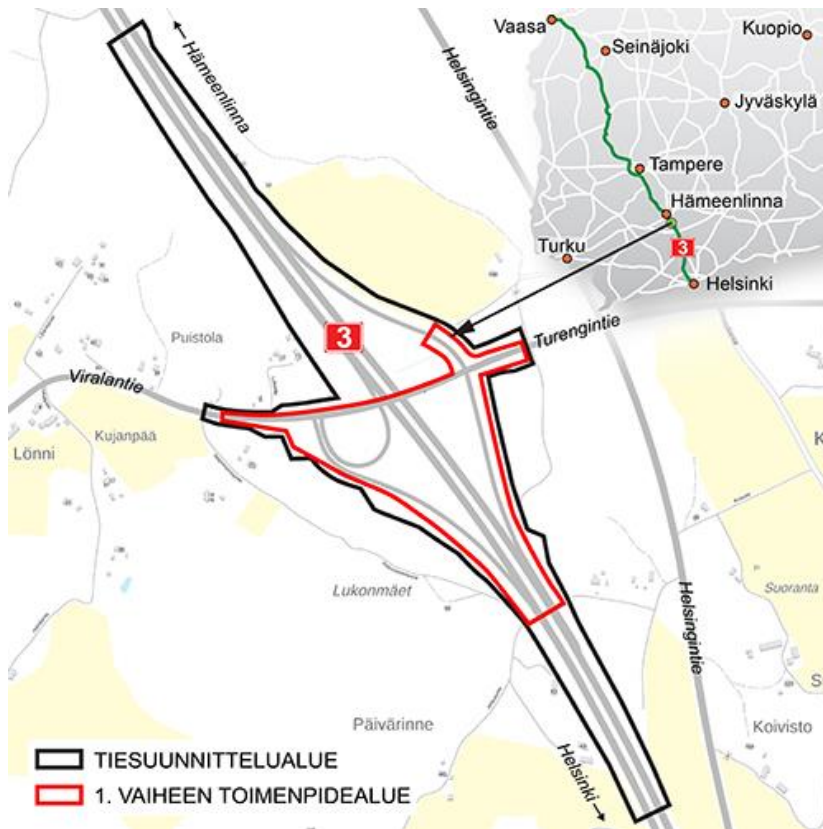 Vaasa
Seinäjoki
Kuopio
Jyväskylä
Tampere
Hämeenlinna
Turku
3
Helsinki
Hämeenlinna
Helsingintie
Puistola
3
Turengintie
Viralantie
Kujanpää
Lönni
K
Lukonmäet
Helsingintie
Suoranta
S
Päivärinne
Koivisto
Helsinki
TIESUUNNITTELUALUE
1. VAIHEEN TOIMENPIDEALUE